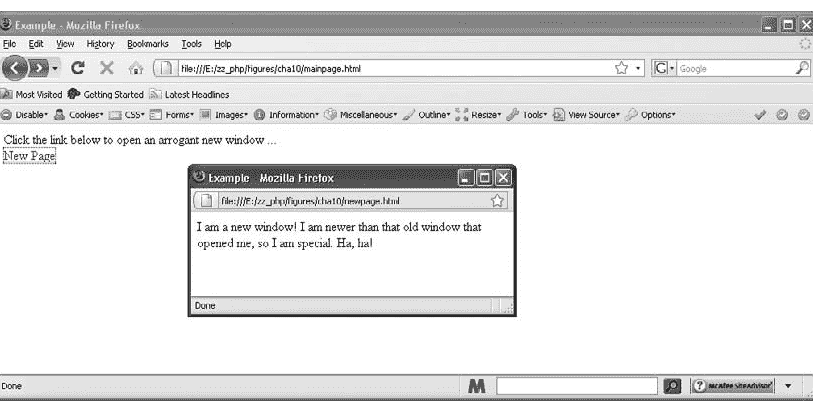 Example - Mozilla Firefox
File Edit View History Bookmarks Tools Help
file:///E:/zz_php/figures/cha10/mainpage.html
G Google
Most Visited Getting Started Latest Headlines
Disable Cookies CSS Forms Images Information Miscellaneous Outline Resize Tools View Source Options
Click the link below to open an arrogant new window ...
New Page
Example - Mozilla Firefox
file:///E:/zz_php/figures/cha10/newpage.html
I am a new window! I am newer than that old window that
opened me, so I am special. Ha, ha!
Done
Done
M McAfee SiteAdvisor